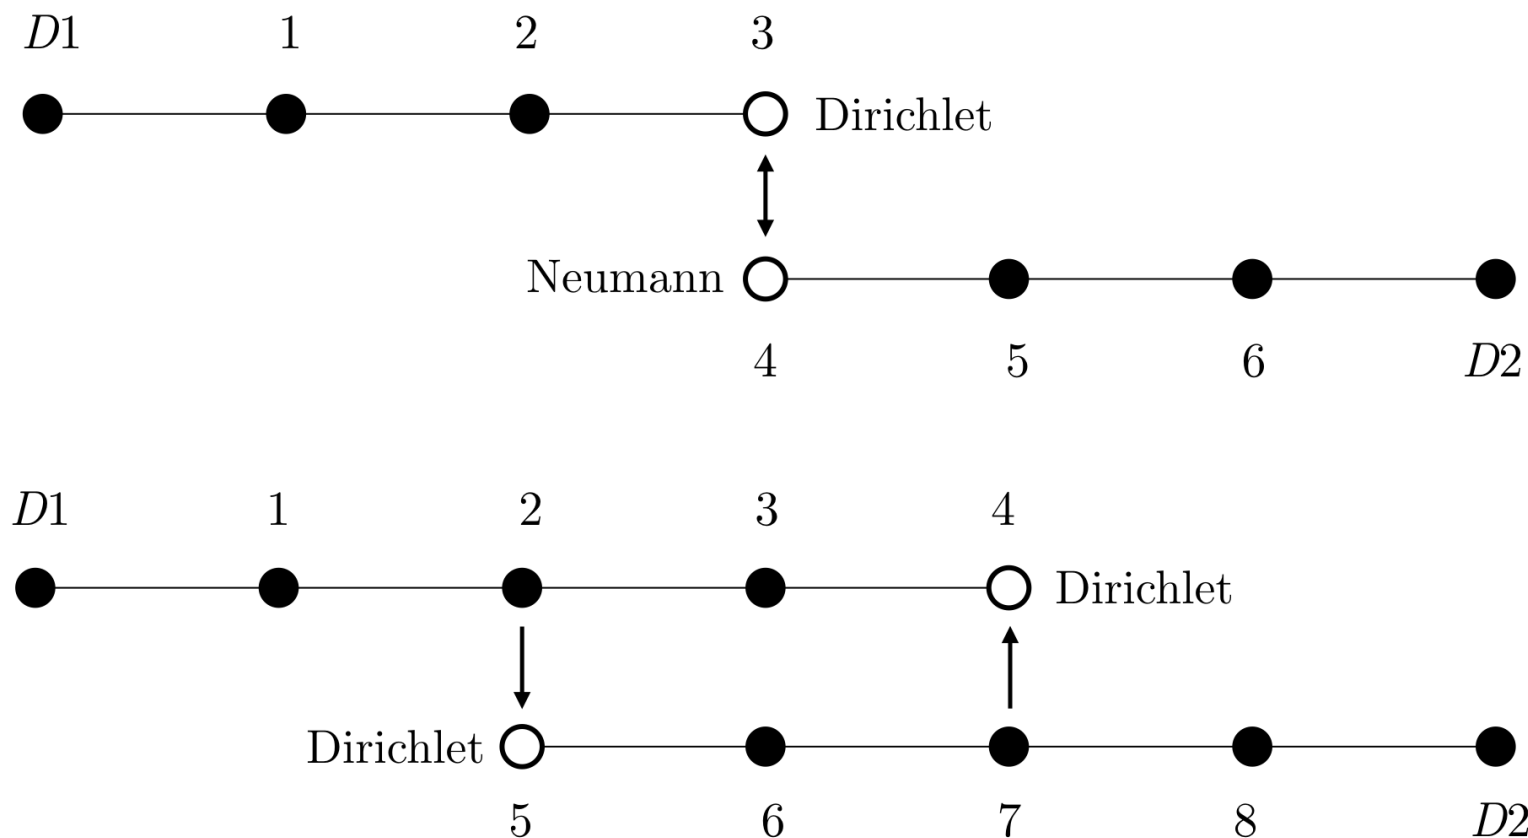 D1 1 2 3
Dirichlet
Neumann
4 5 6 D2
D1 1 2 3 4
Dirichlet
Dirichlet
5 6 7 8 D2